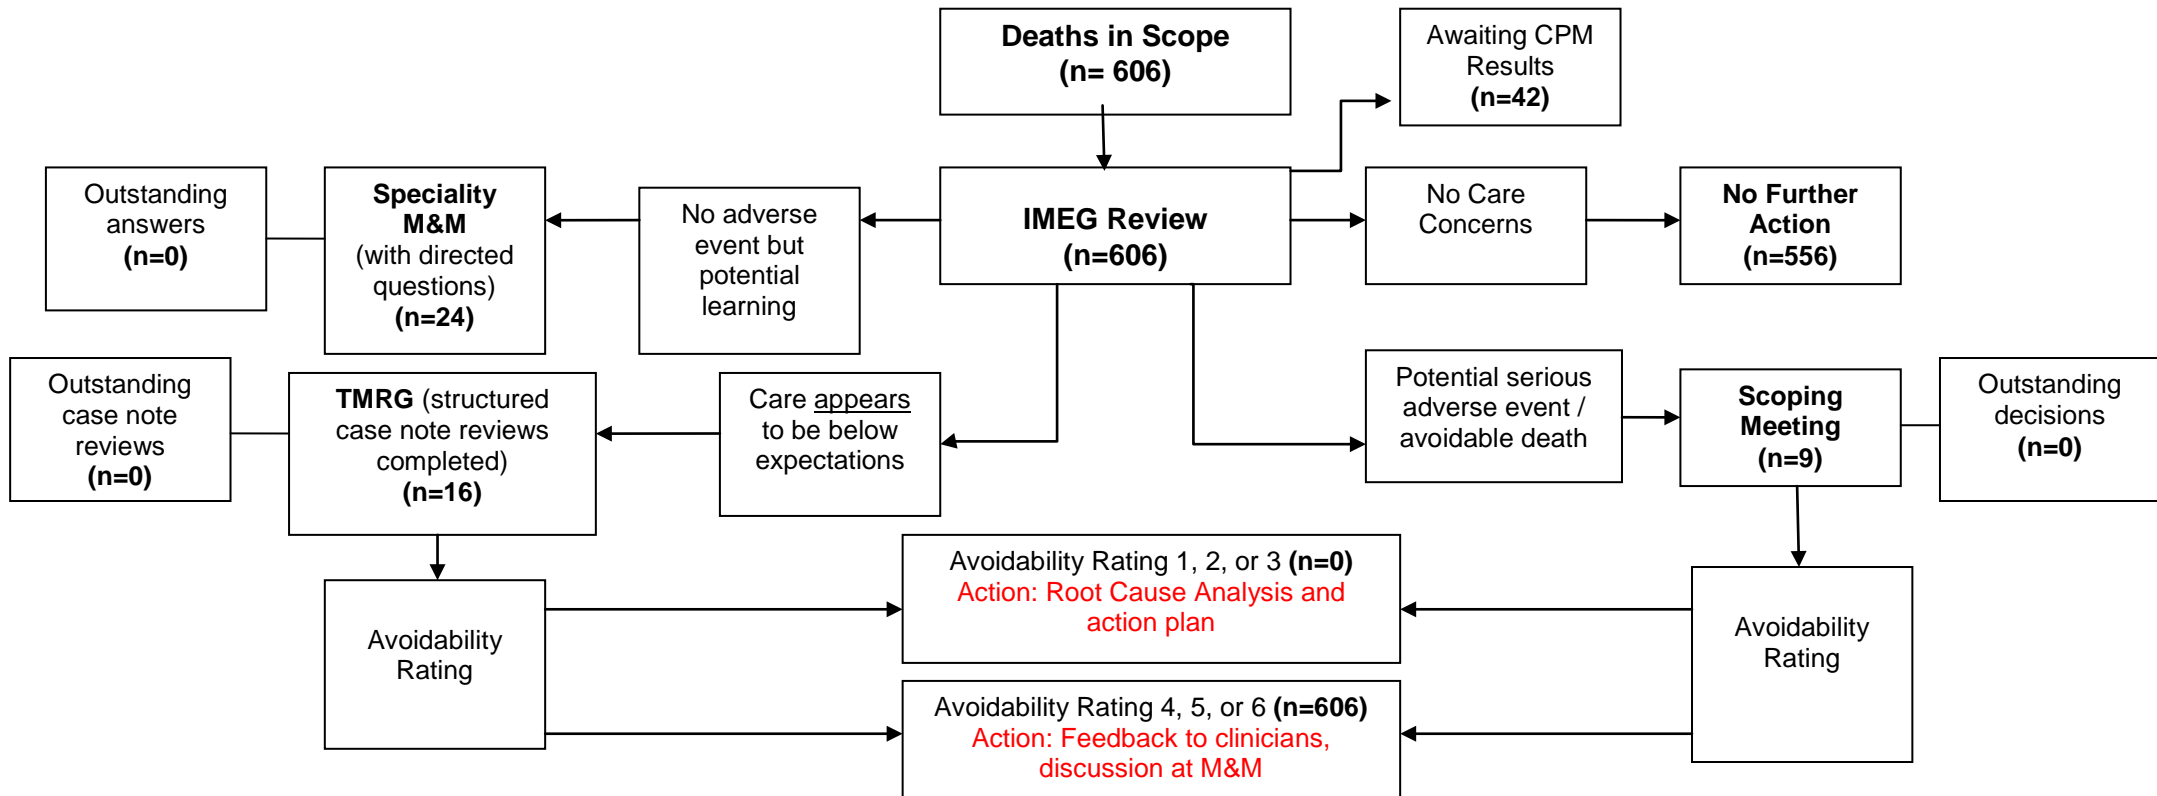 Deaths in Scope
(n= 606)
Awaiting CPM
Results
(n=42)
Outstanding
answers
(n=0)
Speciality
M&M
(with directed
questions)
(n=24)
No adverse
event but
potential
learning
IMEG Review
(n=606)
No Care
Concerns
No Further
Action
(n=556)
Outstanding
case note
reviews
(n=0)
TMRG (structured
case note reviews
completed)
(n=16)
Care appears
to be below
expectations
Potential serious
adverse event /
avoidable death
Scoping
Meeting
(n=9)
Outstanding
decisions
(n=0)
Avoidability
Rating
Avoidability Rating 1, 2, or 3 (n=0)
Action: Root Cause Analysis and
action plan
Avoidability
Rating
Avoidability Rating 4, 5, or 6 (n=606)
Action: Feedback to clinicians,
discussion at M&M